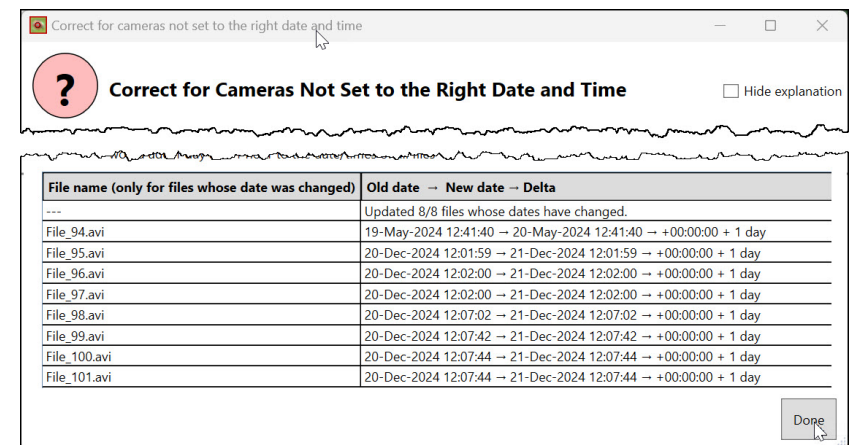 Correct for cameras not set to the right date and time
? Correct for Cameras Not Set to the Right Date and Time
Hide explanation
File name (only for files whose date was changed) Old date → New date → Delta
--- Updated 8/8 files whose dates have changed.
File_94.avi 19-May-2024 12:41:40 → 20-May-2024 12:41:40 → +00:00:00 + 1 day
File_95.avi 20-Dec-2024 12:01:59 → 21-Dec-2024 12:01:59 → +00:00:00 + 1 day
File_96.avi 20-Dec-2024 12:02:00 → 21-Dec-2024 12:02:00 → +00:00:00 + 1 day
File_97.avi 20-Dec-2024 12:02:00 → 21-Dec-2024 12:02:00 → +00:00:00 + 1 day
File_98.avi 20-Dec-2024 12:07:02 → 21-Dec-2024 12:07:02 → +00:00:00 + 1 day
File_99.avi 20-Dec-2024 12:07:42 → 21-Dec-2024 12:07:42 → +00:00:00 + 1 day
File_100.avi 20-Dec-2024 12:07:44 → 21-Dec-2024 12:07:44 → +00:00:00 + 1 day
File_101.avi 20-Dec-2024 12:07:44 → 21-Dec-2024 12:07:44 → +00:00:00 + 1 day
Done